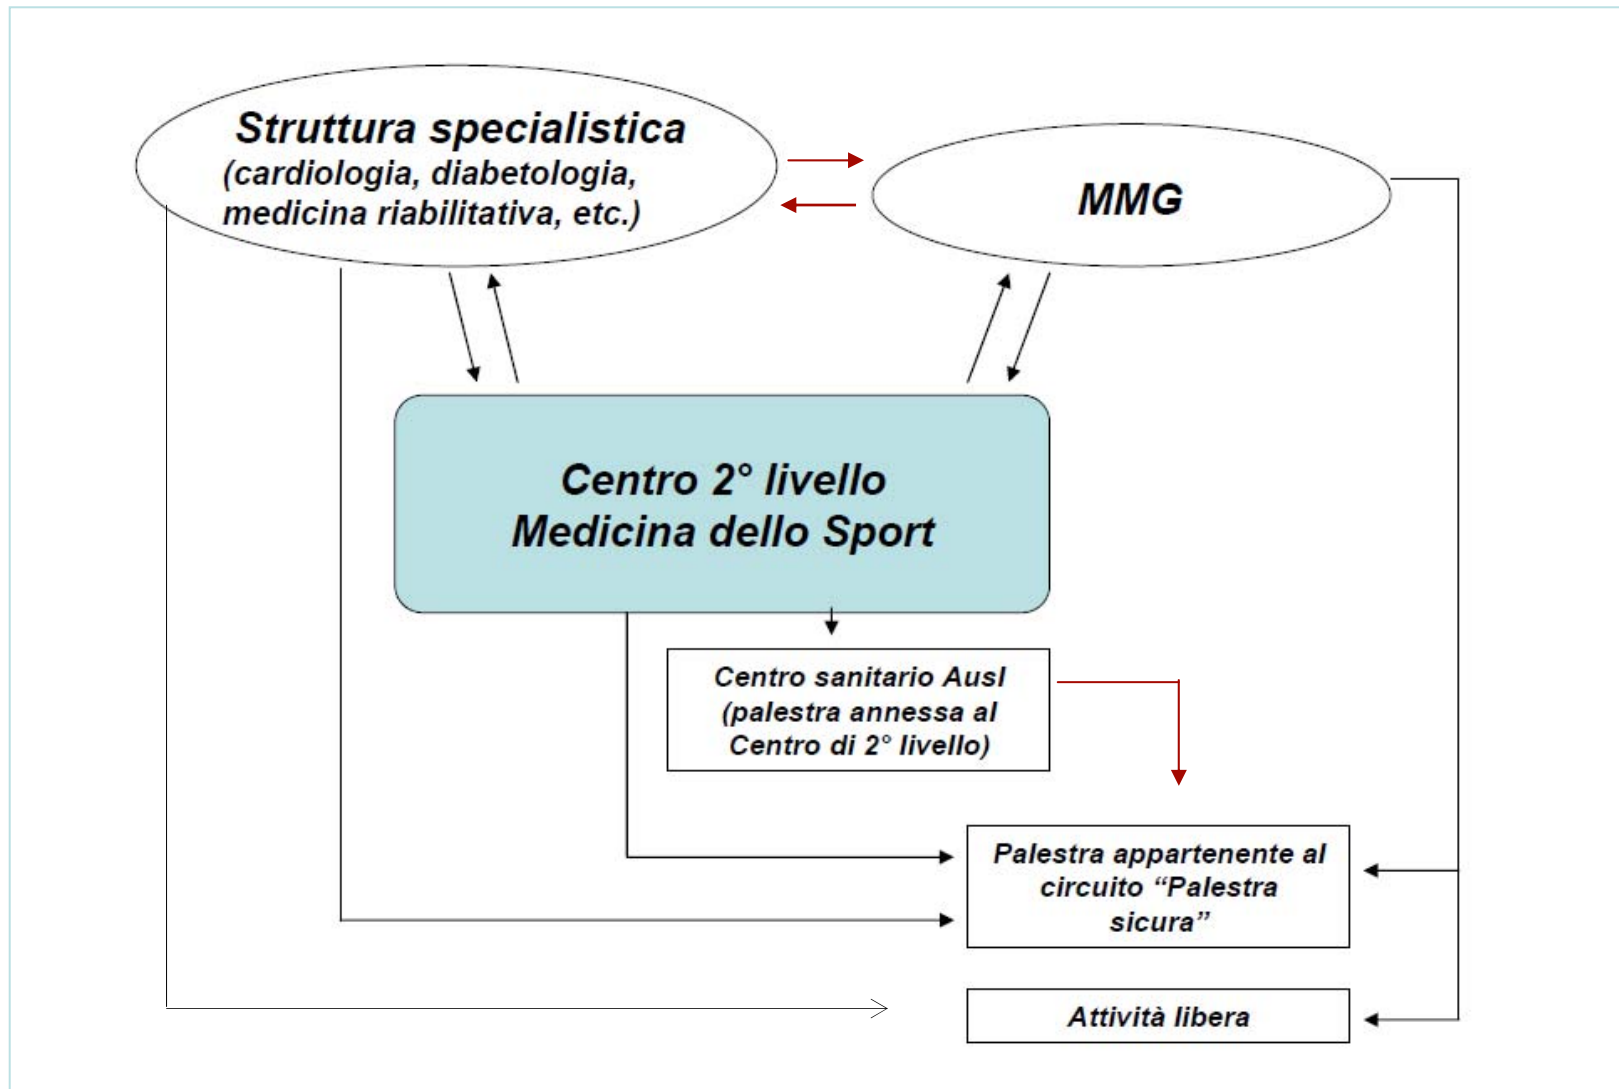 Struttura specialistica
(cardiologia, diabetologia,
medicina riabilitativa, etc.)
MMG
Centro 2° livello
Medicina dello Sport
Centro sanitario Ausl
(palestra annessa al
Centro di 2° livello)
Palestra appartenente al
circuito “Palestra
sicura”
Attività libera